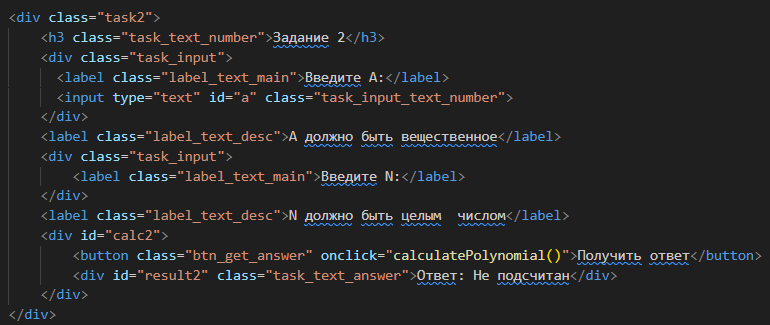 <div class="task2">
<h3 class="task_text_number">Задание 2</h3>
<div class="task_input">
<label class="label_text_main">Введите A:</label>
<input type="text" id="a" class="task_input_text_number">
</div>
<label class="label_text_desc">A должно быть вещественное</label>
<div class="task_input">
<label class="label_text_main">Введите N:</label>
</div>
<label class="label_text_desc">N должно быть целым  числом</label>
<div id="calc2">
<button class="btn_get_answer" onclick="calculatePolynomial()">Получить ответ</button>
<div id="result2" class="task_text_answer">Ответ: Не подсчитан</div>
</div>
</div>